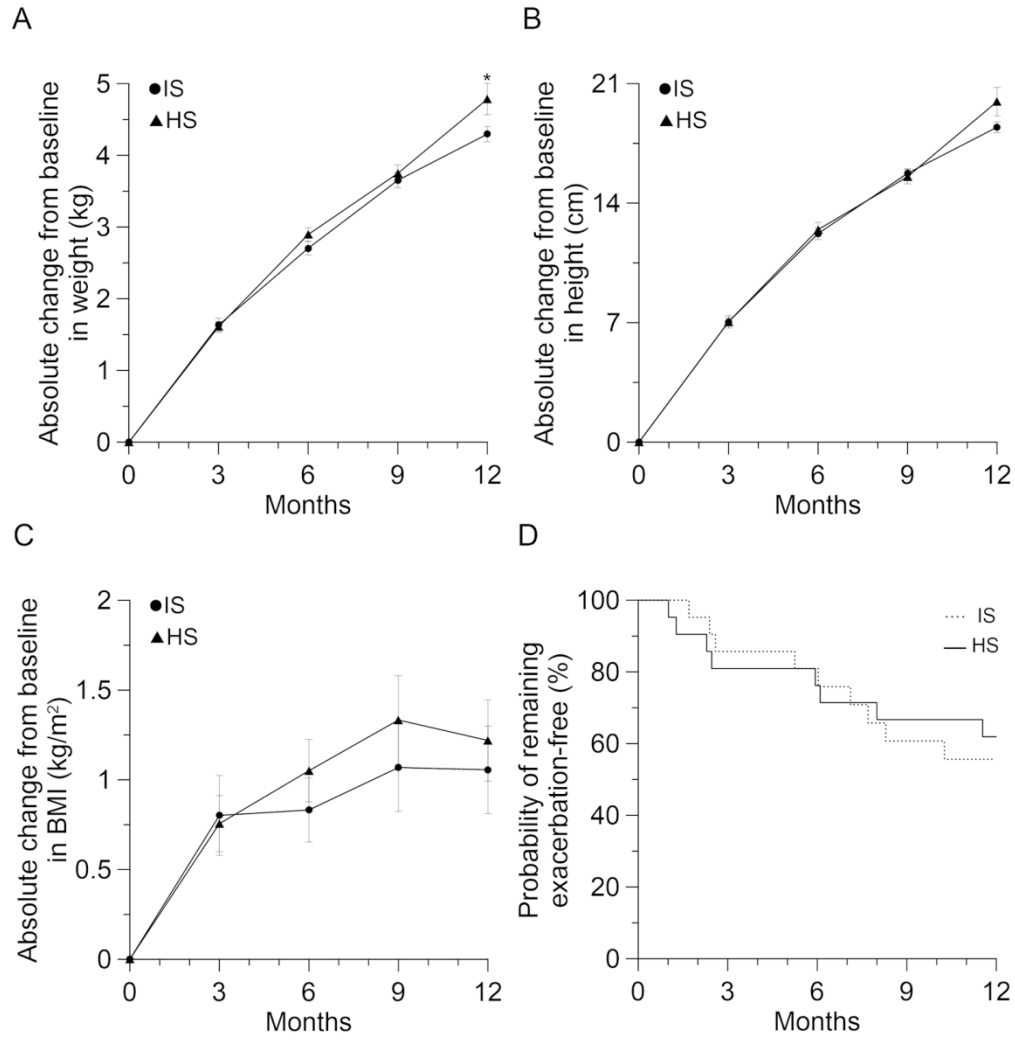 A
Absolute change from baseline
in weight (kg)
IS
HS
*
5
4
3
2
1
0
0 3 6 9 12
Months
B
Absolute change from baseline
in height (cm)
IS
HS
21
14
7
0
0 3 6 9 12
Months
C
Absolute change from baseline
in BMI (kg/m²)
IS
HS
2
1.5
1
0.5
0
0 3 6 9 12
Months
D
Probability of remaining
exacerbation-free (%)
IS
HS
100
80
60
40
20
0
0 3 6 9 12
Months